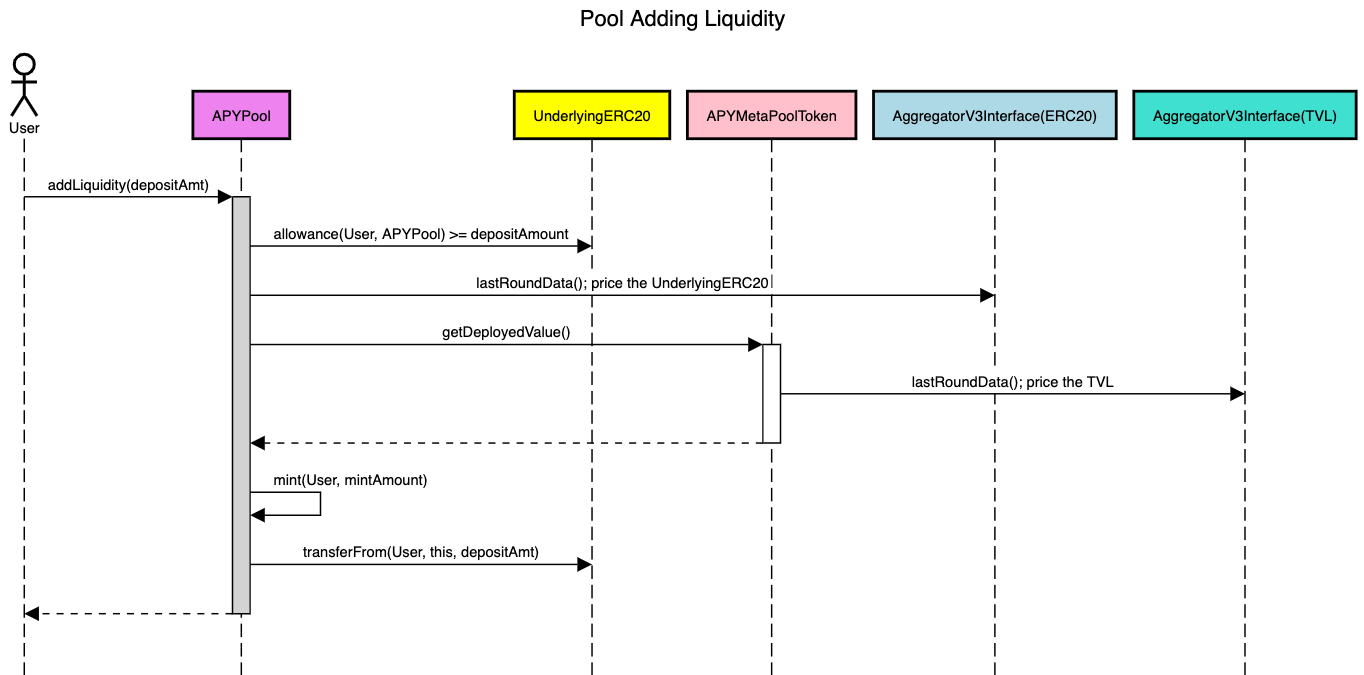 Pool Adding Liquidity
User
APYPool
UnderlyingERC20
APYMetaPoolToken
AggregatorV3Interface(ERC20)
AggregatorV3Interface(TVL)
addLiquidity(depositAmt)
allowance(User, APYPool) >= depositAmount
lastRoundData(); price the UnderlyingERC20
getDeployedValue()
lastRoundData(); price the TVL
mint(User, mintAmount)
transferFrom(User, this, depositAmt)